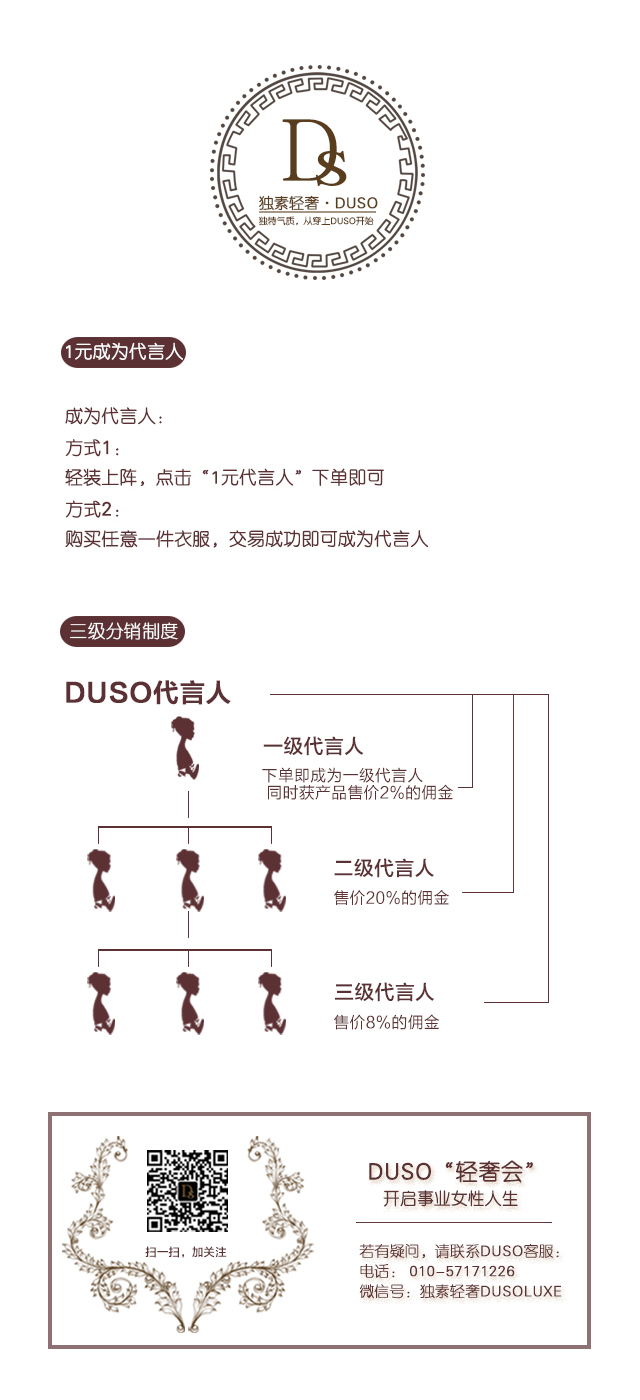 Ds
独素轻奢·DUSO
独特气质，从穿上DUSO开始
1元成为代言人
成为代言人：
方式1：
轻装上阵，点击“1元代言人”下单即可
方式2：
购买任意一件衣服，交易成功即可成为代言人
三级分销制度
DUSO代言人
一级代言人
下单即成为一级代言人
同时获产品售价2%的佣金
二级代言人
售价20%的佣金
三级代言人
售价8%的佣金
Ds
扫一扫，加关注
DUSO“轻奢会”
开启事业女性人生
若有疑问，请联系DUSO客服：
电话： 010-57171226
微信号：独素轻奢DUSOLUXE